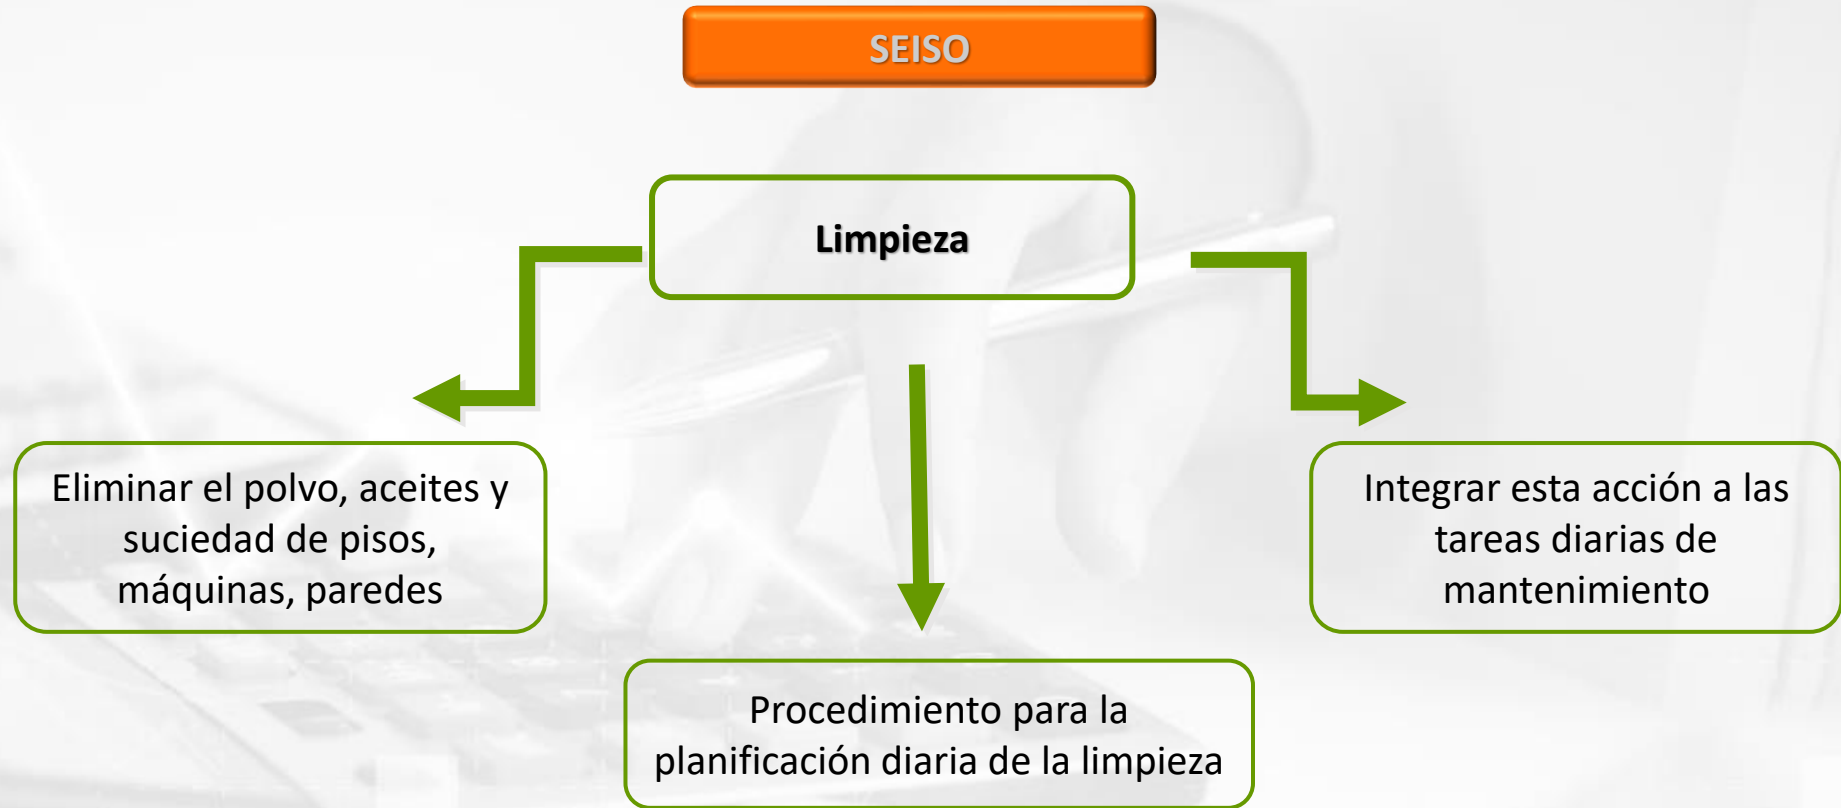 SEISO
Limpieza
Eliminar el polvo, aceites y
suciedad de pisos,
máquinas, paredes
Integrar esta acción a las
tareas diarias de
mantenimiento
Procedimiento para la
planificación diaria de la limpieza